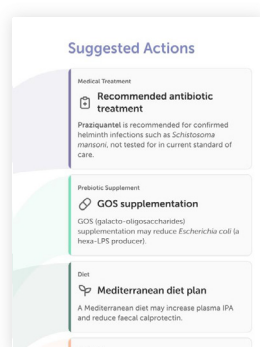 Suggested Actions
Medical Treatment
Recommended antibiotic
treatment
Praziquantel is recommended for confirmed
helminth infections such as Schistosoma
mansoni, not tested for in current standard of
care.
Prebiotic Supplement
GOS supplementation
GOS (galacto-oligosaccharides)
supplementation may reduce Escherichia coli (a
hexa-LPS producer).
Diet
Mediterranean diet plan
A Mediterranean diet may increase plasma IPA
and reduce faecal calprotectin.